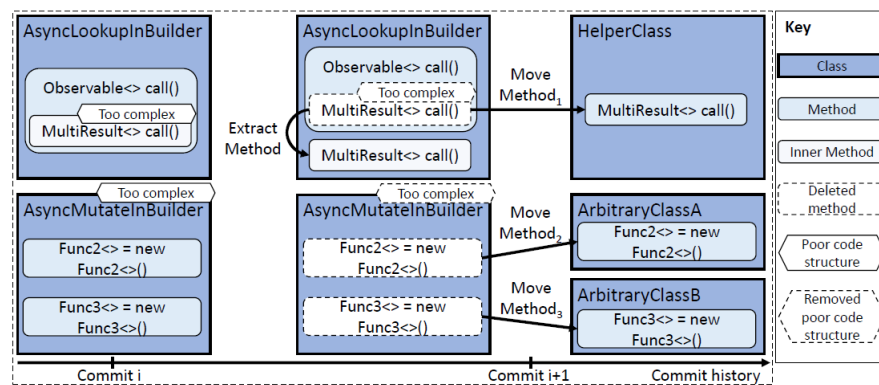 AsyncLookupInBuilder
Observable<> call()
Too complex
MultiResult<> call()
AsyncMutateInBuilder
Too complex
Func2<> = new
Func2<>()
Func3<> = new
Func3<>()
Extract
Method
AsyncLookupInBuilder
Observable<> call()
Too complex
MultiResult<> call()
MultiResult<> call()
Move
Method1
HelperClass
MultiResult<> call()
Too complex
AsyncMutateInBuilder
Func2<> = new
Func2<>()
Func3<> = new
Func3<>()
Move
Method2
Move
Method3
ArbitraryClassA
Func2<> = new
Func2<>()
ArbitraryClassB
Func3<> = new
Func3<>()
Commit i
Commit i+1
Commit history
Key
Class
Method
Inner Method
Deleted
method
Poor code
structure
Removed
poor code
structure